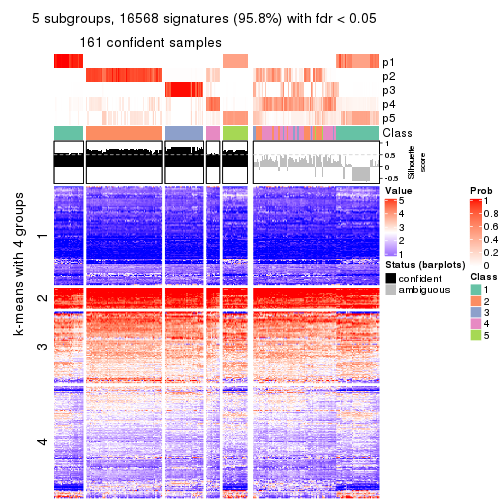 5 subgroups, 16568 signatures (95.8%) with fdr < 0.05
161 confident samples
p1
p2
p3
p4
p5
Class
1
0.5
0
-0.5
Silhouette
score
k-means with 4 groups
1
2
3
4
Value
5
4
3
2
1
Status (barplots)
confident
ambiguous
Prob
1
0.8
0.6
0.4
0.2
0
Class
1
2
3
4
5